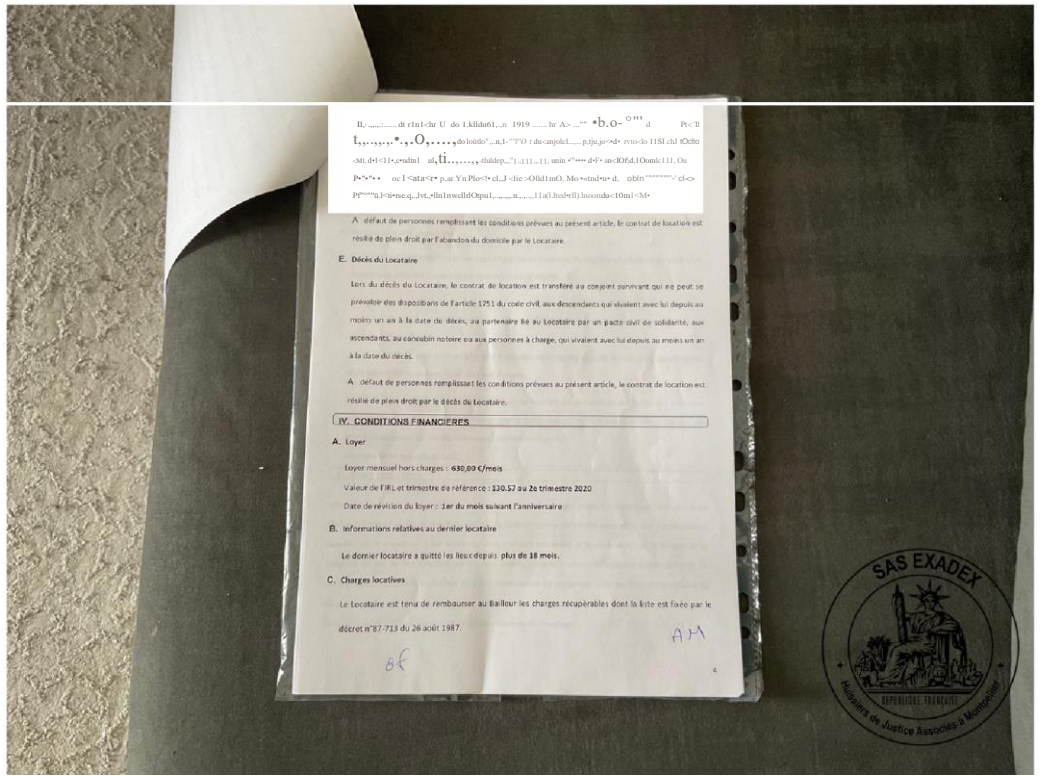 A défaut de personnes remplissant les conditions prévues au présent article, le contrat de location est
résilié de plein droit par l'abandon du domicile par le Locataire.
E. Décès du Locataire
Lors du décès du Locataire, le contrat de location est transféré au conjoint survivant qui ne peut se
prévaloir des dispositions de l'article 1751 du code civil, aux descendants qui vivaient avec lui depuis au
moins un an à la date du décès, au partenaire lié au Locataire par un pacte civil de solidarité, aux
ascendants, au concubin notoire ou aux personnes à charge, qui vivaient avec lui depuis au moins un an
à la date du décès.
A défaut de personnes remplissant les conditions prévues au présent article, le contrat de location est
résilié de plein droit par le décès du Locataire.
IV. CONDITIONS FINANCIERES
A. Loyer
Loyer mensuel hors charges : 630,00 €/mois
Valeur de l'IRL et trimestre de référence : 130.57 au 2e trimestre 2020
Date de révision du loyer : 1er du mois suivant l'anniversaire
B. Informations relatives au dernier locataire
Le dernier locataire a quitté les lieux depuis plus de 18 mois.
C. Charges locatives
Le Locataire est tenu de rembourser au Bailleur les charges récupérables dont la liste est fixée par le
décret n°87-713 du 26 août 1987.
AM
4
SAS EXADEX
REPUBLIQUE FRANCAISE
Huissiers de Justice Associés à Montpellier